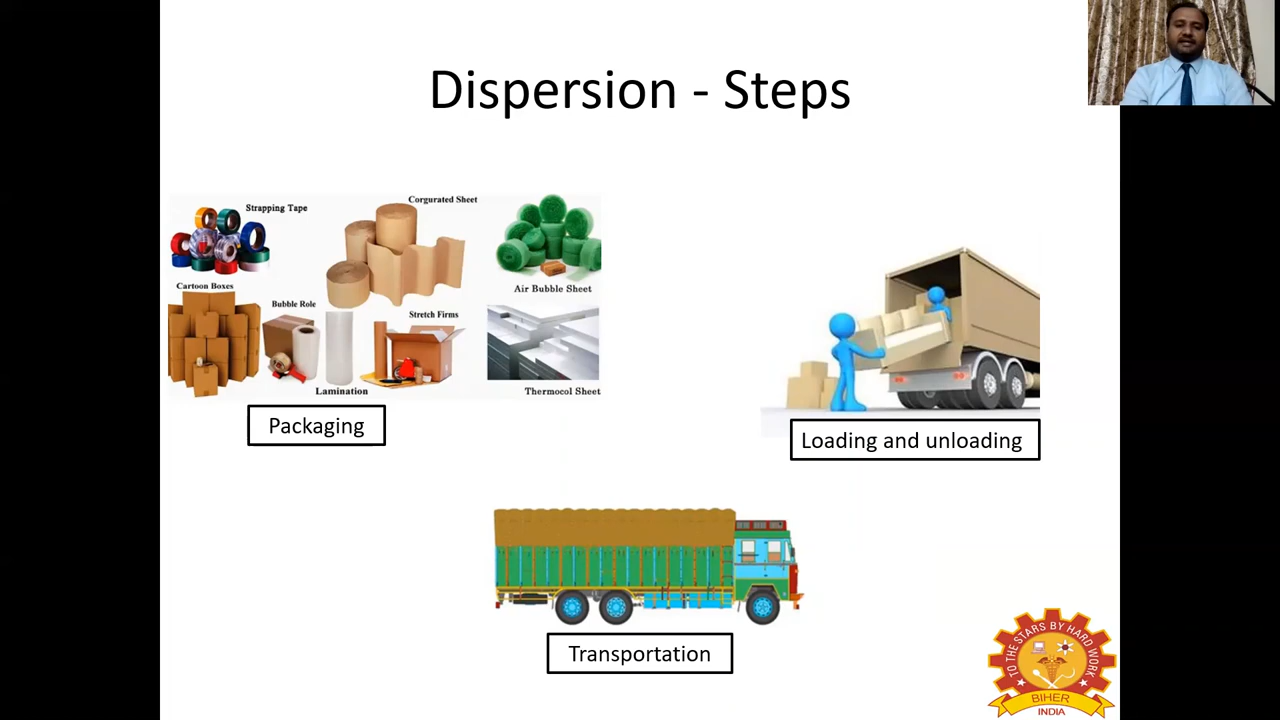 Dispersion - Steps
Strapping Tape
Corgurated Sheet
Cartoon Boxes
Air Bubble Sheet
Bubble Role
Stretch Firms
Lamination
Thermocol Sheet
Packaging
Loading and unloading
Transportation
TO THE STARS BY HARD WORK
BIHER
INDIA